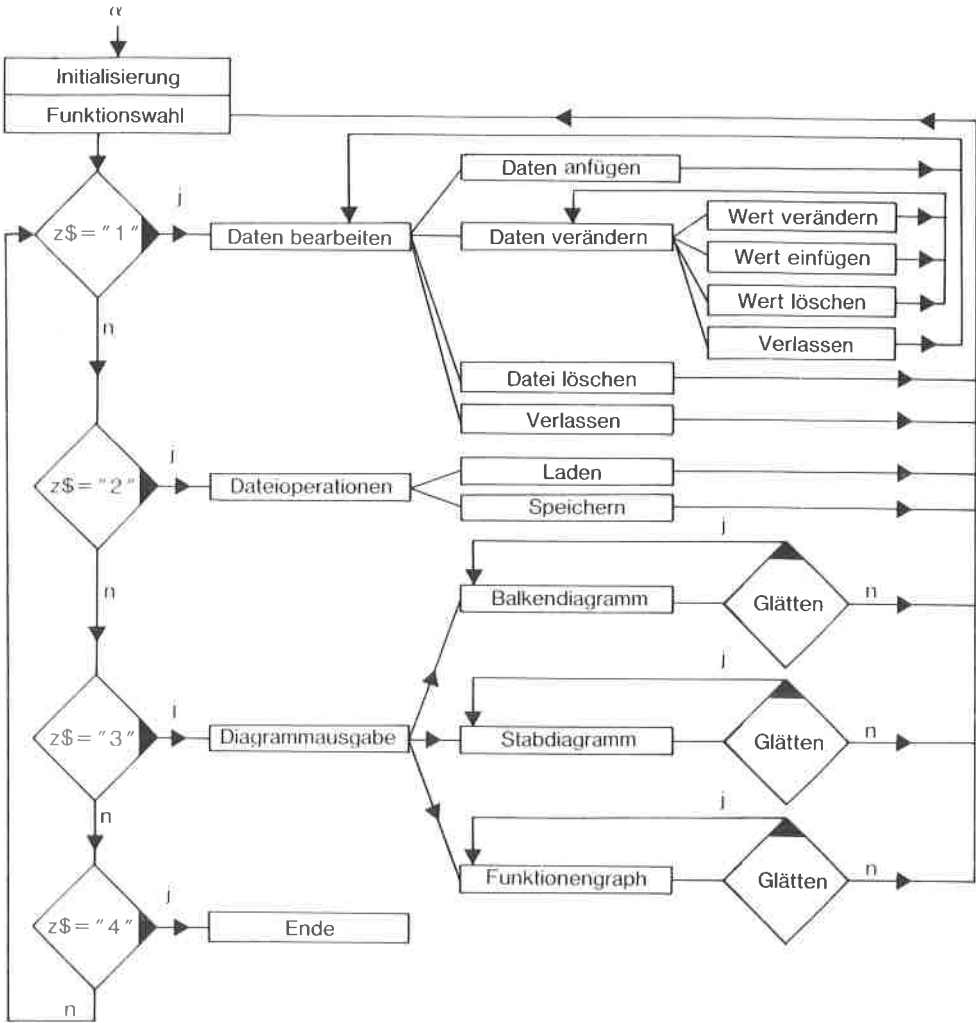 α
Initialisierung
Funktionswahl
Daten anfügen
j
z$="1"
Daten bearbeiten
Daten verändern
Wert verändern
Wert einfügen
Wert löschen
Verlassen
n
Datei löschen
Verlassen
j
z$="2"
Dateioperationen
Laden
Speichern
n
j
Balkendiagramm
Glätten
n
j
z$="3"
j
Diagrammausgabe
Stabdiagramm
Glätten
n
n
j
Funktionengraph
Glätten
n
z$="4"
j
Ende
n